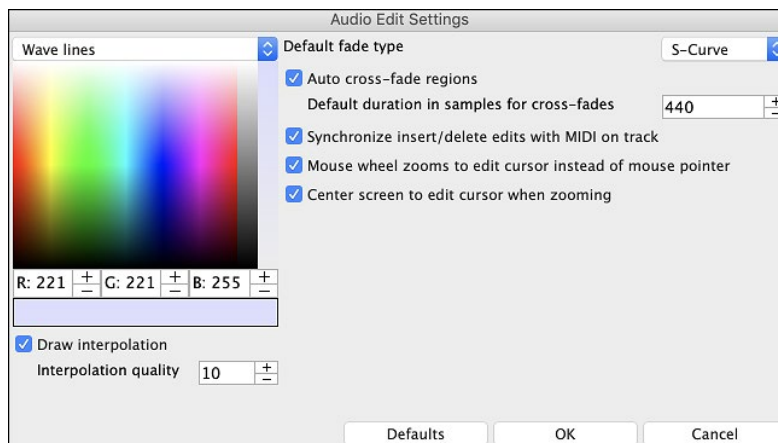 Audio Edit Settings
Wave lines
Default fade type
S-Curve
Auto cross-fade regions
Default duration in samples for cross-fades
440
+
Synchronize insert/delete edits with MIDI on track
Mouse wheel zooms to edit cursor instead of mouse pointer
Center screen to edit cursor when zooming
R: 221 + − G: 221 + − B: 255 + −
Draw interpolation
Interpolation quality 10 + −
Defaults
OK
Cancel